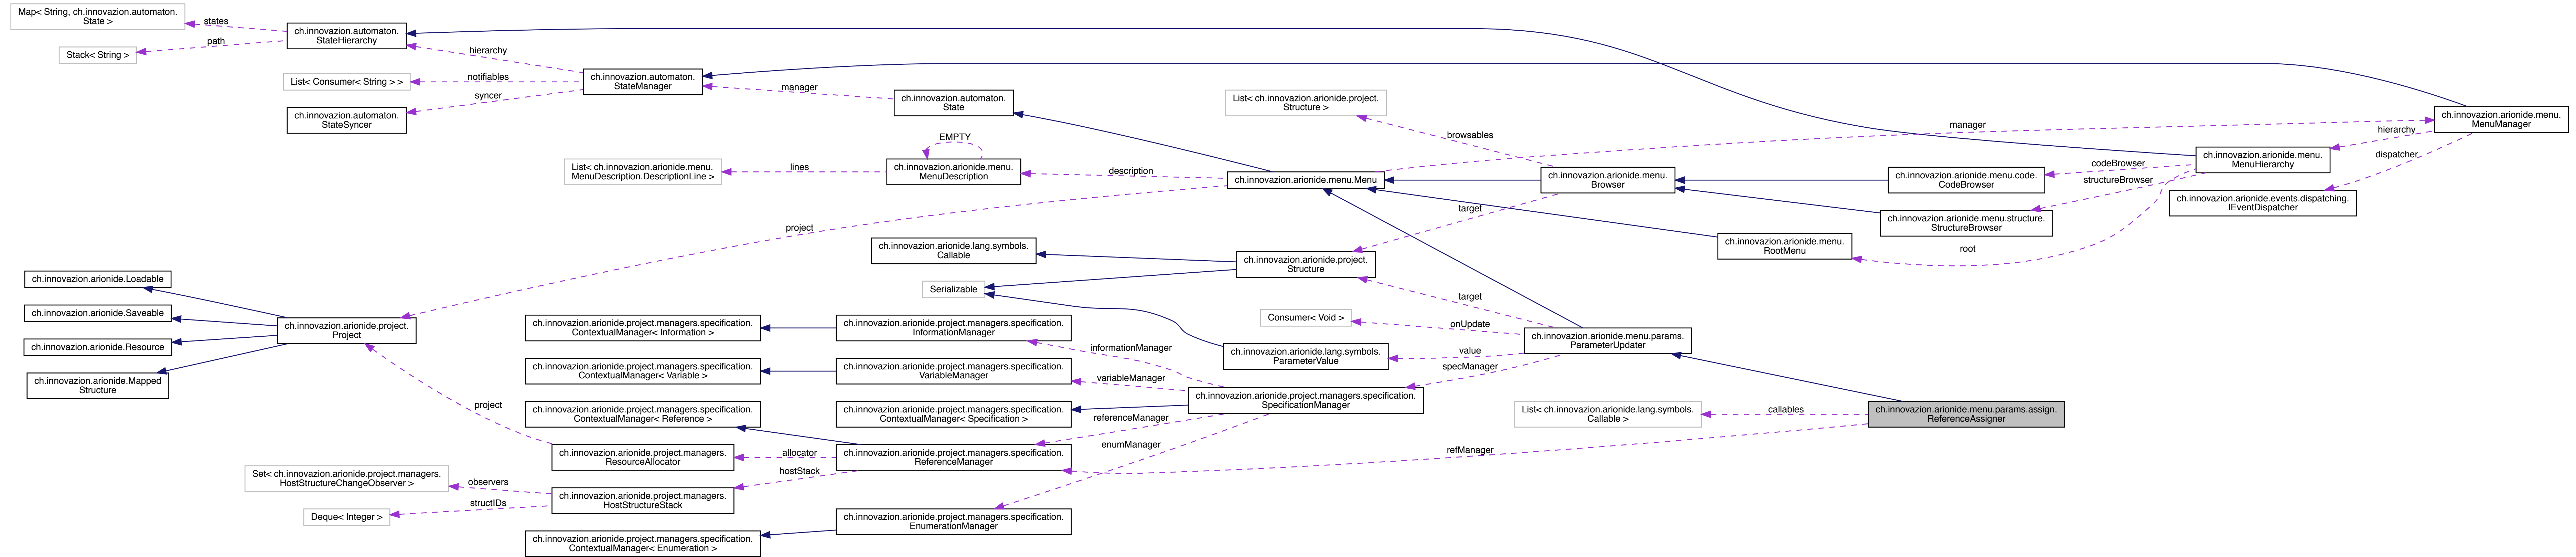 Map< String, ch.innovazion.automaton.
State >
states
ch.innovazion.automaton.
StateHierarchy
path
Stack< String >
hierarchy
List< Consumer< String > >
notifiables
ch.innovazion.automaton.
StateManager
syncer
ch.innovazion.automaton.
StateSyncer
manager
ch.innovazion.automaton.
State
List< ch.innovazion.arionide.project.
Structure >
browsables
manager
ch.innovazion.arionide.menu.
MenuManager
hierarchy_
dispatcher
ch.innovazion.arionide.menu.
MenuHierarchy
EMPTY
List< ch.innovazion.arionide.menu.
MenuDescription.DescriptionLine >
lines
ch.innovazion.arionide.menu.
MenuDescription
description
ch.innovazion.arionide.menu.Menu
ch.innovazion.arionide.menu.
Browser
ch.innovazion.arionide.menu.code.
CodeBrowser
codeBrowser
structureBrowser
ch.innovazion.arionide.events.dispatching.
IEventDispatcher
target
ch.innovazion.arionide.menu.structure.
StructureBrowser
project
ch.innovazion.arionide.menu.
RootMenu
root
ch.innovazion.arionide.lang.symbols.
Callable
ch.innovazion.arionide.project.
Structure
ch.innovazion.arionide.Loadable
Serializable
target
ch.innovazion.arionide.Saveable
ch.innovazion.arionide.project.
Project
ch.innovazion.arionide.project.managers.specification.
ContextualManager< Information >
ch.innovazion.arionide.project.managers.specification.
InformationManager
Consumer< Void >
onUpdate
ch.innovazion.arionide.menu.params.
ParameterUpdater
ch.innovazion.arionide.Resource
informationManager
ch.innovazion.arionide.lang.symbols.
ParameterValue
value
specManager
ch.innovazion.arionide.Mapped
Structure
ch.innovazion.arionide.project.managers.specification.
ContextualManager< Variable >
ch.innovazion.arionide.project.managers.specification.
VariableManager
variableManager
ch.innovazion.arionide.project.managers.specification.
SpecificationManager
project
ch.innovazion.arionide.project.managers.specification.
ContextualManager< Reference >
ch.innovazion.arionide.project.managers.specification.
ContextualManager< Specification >
referenceManager
List< ch.innovazion.arionide.lang.symbols.
Callable >
callables
ch.innovazion.arionide.menu.params.assign.
ReferenceAssigner
enumManager
refManager
ch.innovazion.arionide.project.managers.
ResourceAllocator
allocator
ch.innovazion.arionide.project.managers.specification.
ReferenceManager
hostStack_
Set< ch.innovazion.arionide.project.managers.
HostStructureChangeObserver >
observers
ch.innovazion.arionide.project.managers.
HostStructureStack
structIDs
Deque< Integer >
ch.innovazion.arionide.project.managers.specification.
EnumerationManager
ch.innovazion.arionide.project.managers.specification.
ContextualManager< Enumeration >